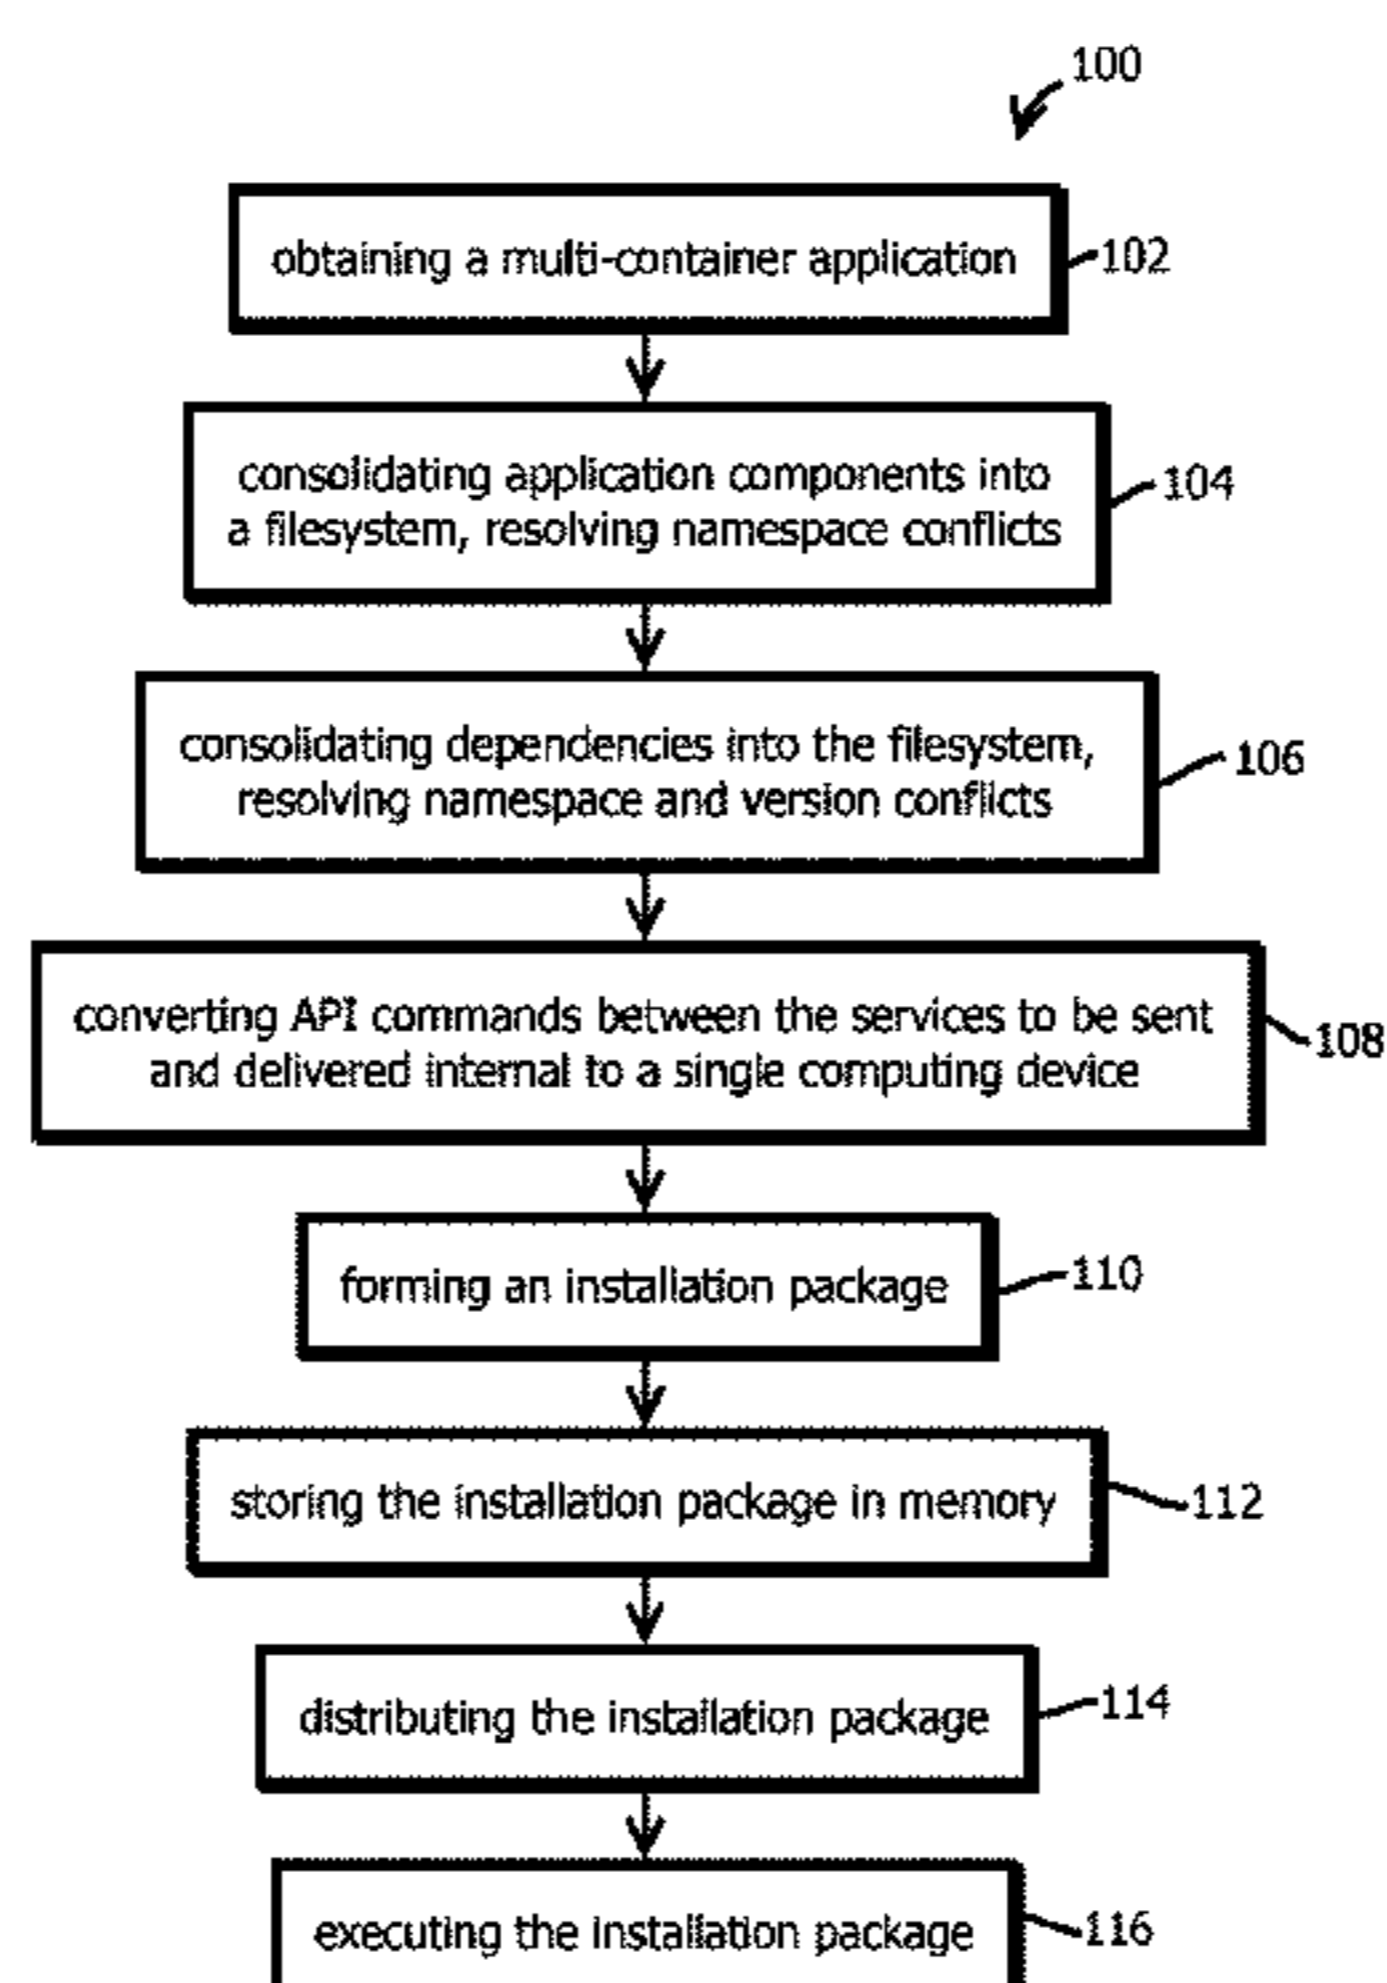 100
obtaining a multi-container application
102
consolidating application components into
a filesystem, resolving namespace conflicts
104
consolidating dependencies into the filesystem,
resolving namespace and version conflicts
106
converting API commands between the services to be sent
and delivered internal to a single computing device
108
forming an installation package
110
storing the installation package in memory
112
distributing the installation package
114
executing the installation package
116